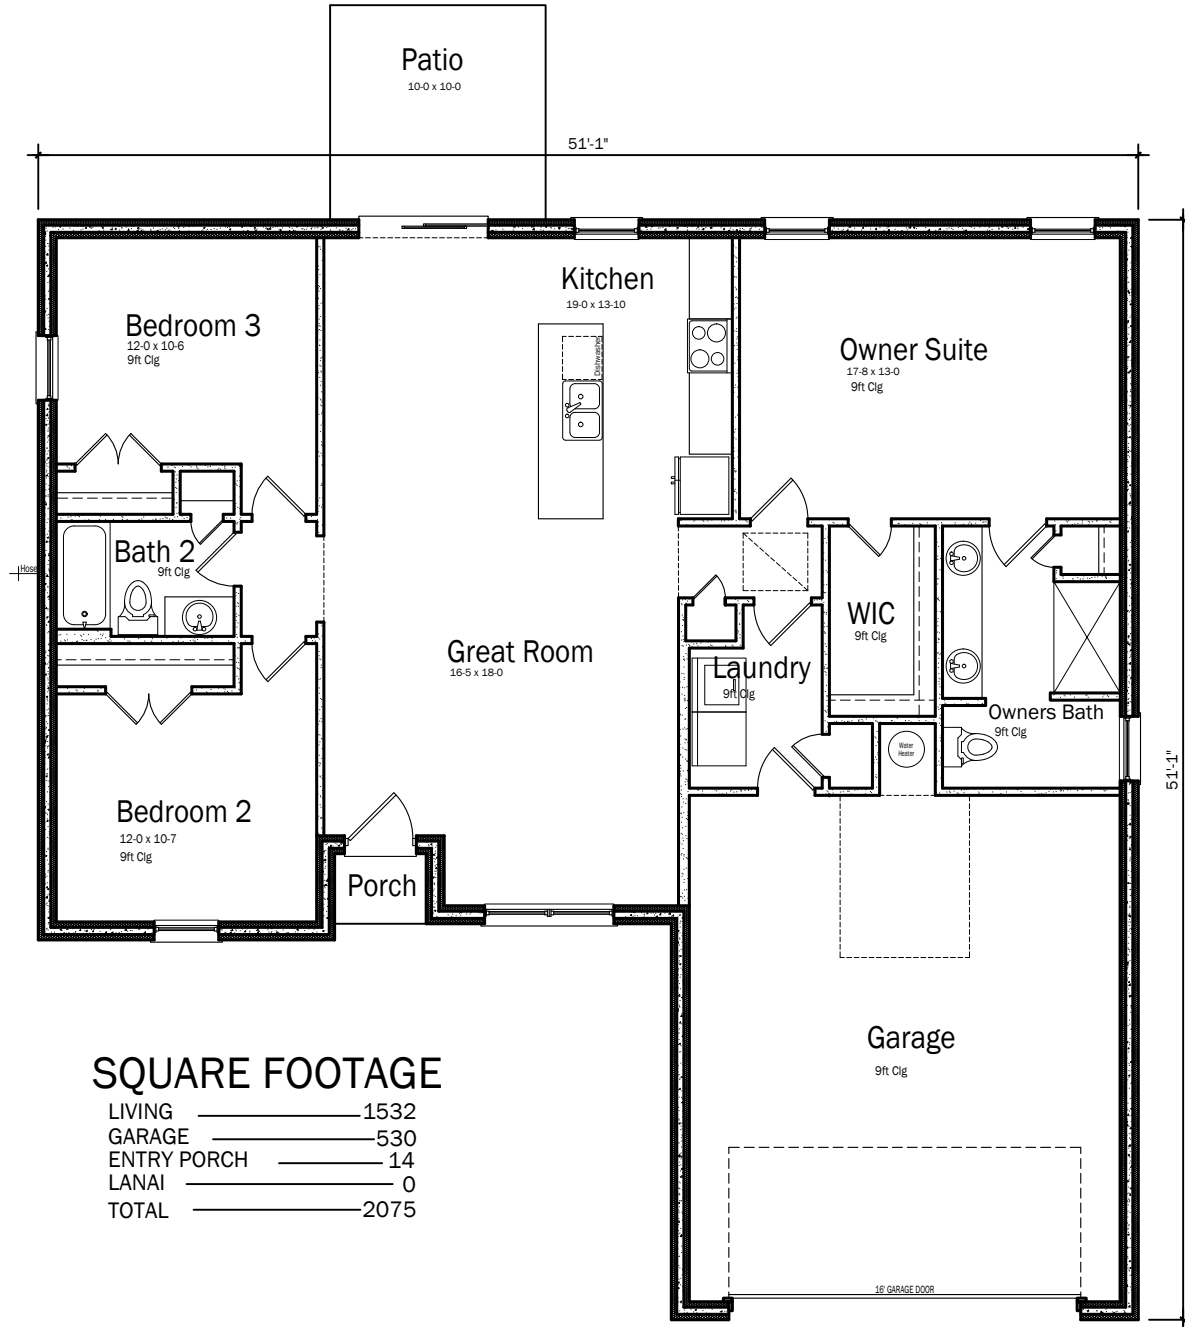 Patio
10-0 x 10-0
51'-1"
Kitchen
19-0 x 13-10
Bedroom 3
12-0 x 10-6
9ft Clg
Dishwasher
Owner Suite
17-8 x 13-0
9ft Clg
Bath 2
9ft Clg
Hose
WIC
9ft Clg
Great Room
16-5 x 18-0
Laundry
9ft Clg
Owners Bath
9ft Clg
Water
Heater
51'-1"
Bedroom 2
12-0 x 10-7
9ft Clg
Porch
Garage
9ft Clg
SQUARE FOOTAGE
LIVING 1532
GARAGE 530
ENTRY PORCH 14
LANAI 0
TOTAL 2075
16' GARAGE DOOR